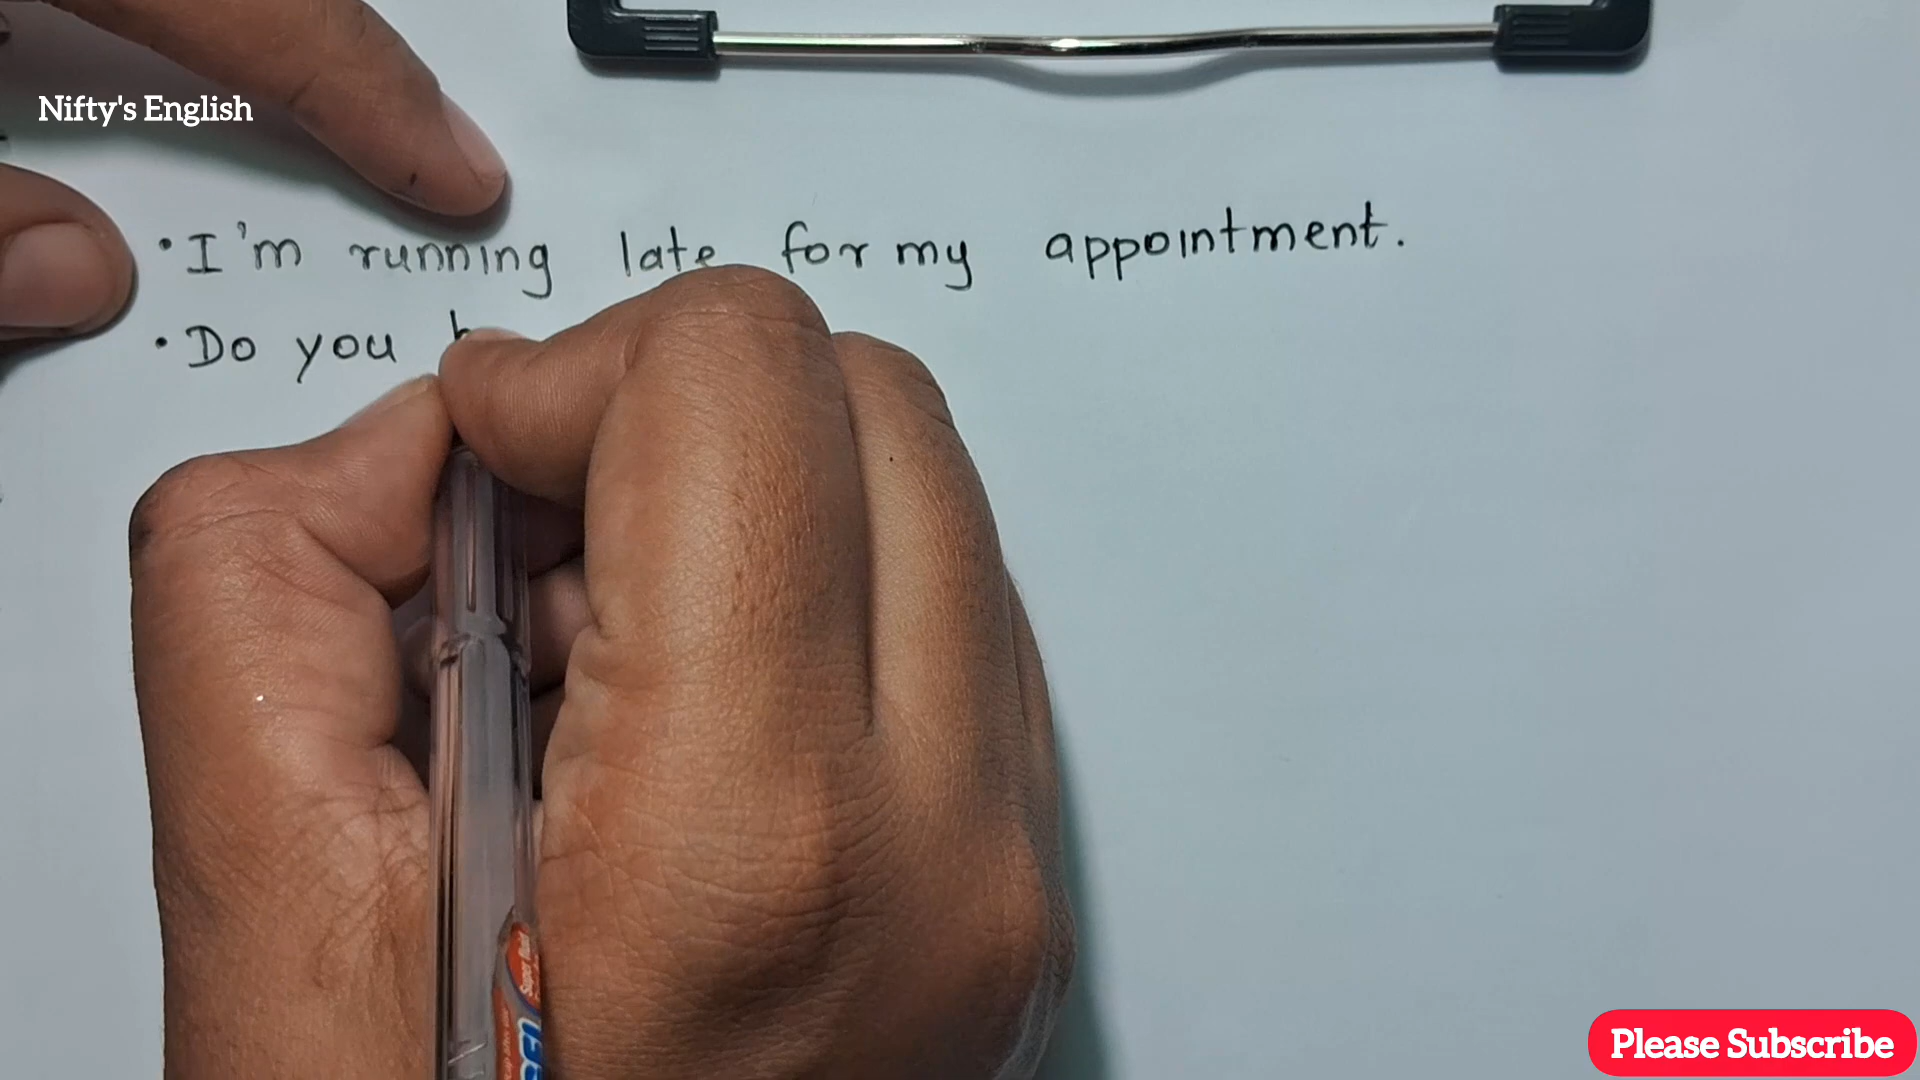 Nifty's English
• I'm running late for my appointment.
• Do you h
Please Subscribe